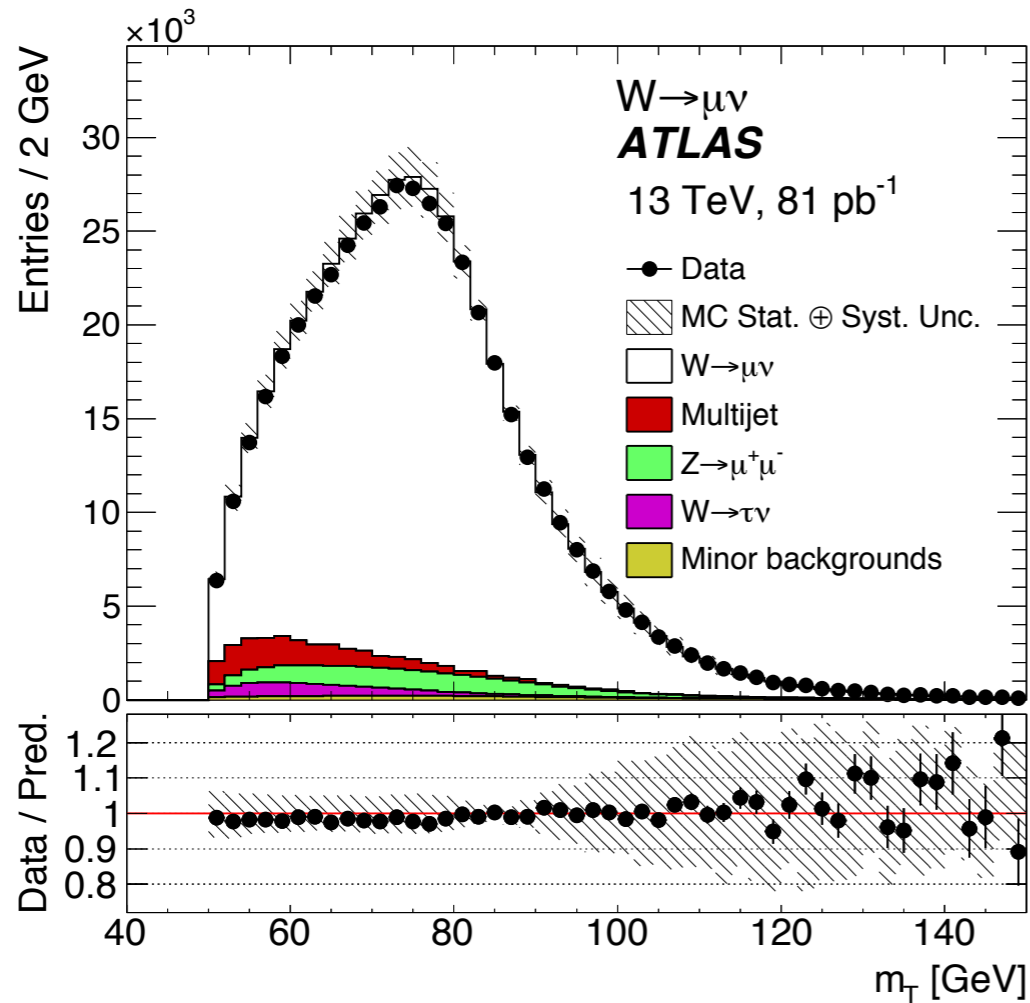 ×10³
Entries / 2 GeV
30
25
20
15
10
5
0
W→μν
ATLAS
13 TeV, 81 pb⁻¹
Data
MC Stat. ⊕ Syst. Unc.
W→μν
Multijet
Z→μ⁺μ⁻
W→τν
Minor backgrounds
Data / Pred.
1.2
1.1
1
0.9
0.8
40 60 80 100 120 140
m_T [GeV]